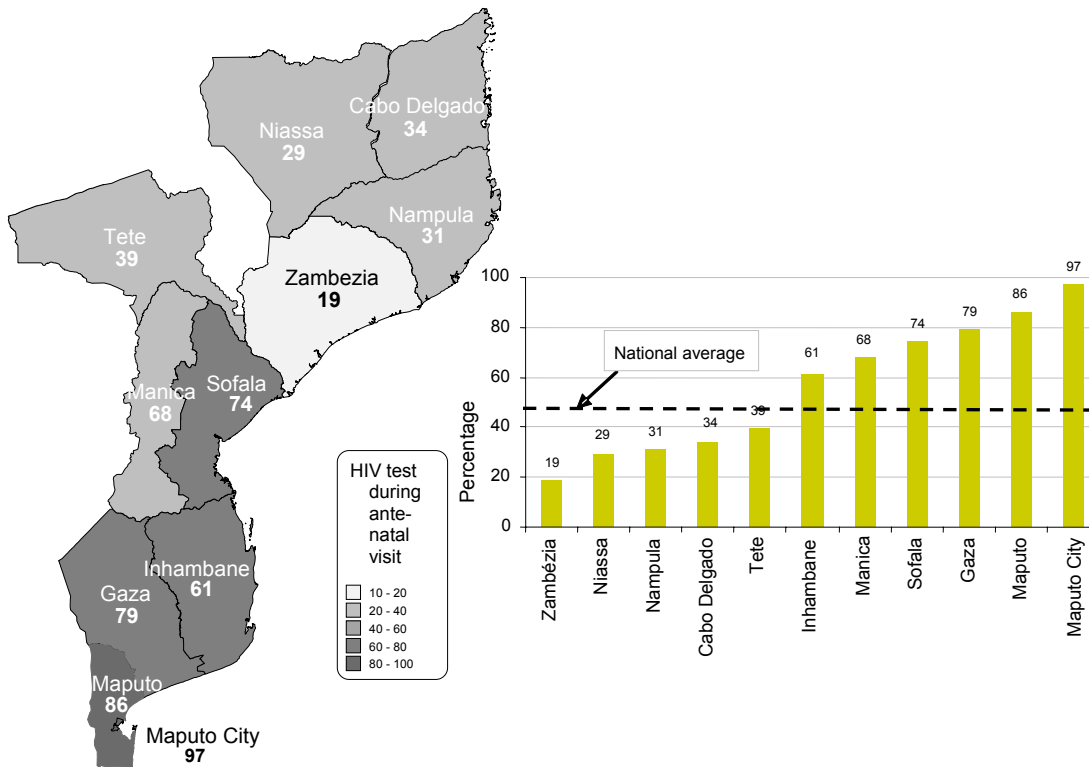 Cabo Delgado
34
Niassa
29
Nampula
31
Tete
39
Zambezia
19
Manica
68
Sofala
74
Inhambane
61
Gaza
79
Maputo
86
Maputo City
97
HIV test
during
ante-
natal
visit
10 - 20
20 - 40
40 - 60
60 - 80
80 - 100
Percentage
100
80
60
40
20
0
National average
19
29
31
34
39
61
68
74
79
86
97
Zambézia
Niassa
Nampula
Cabo Delgado
Tete
Inhambane
Manica
Sofala
Gaza
Maputo
Maputo City